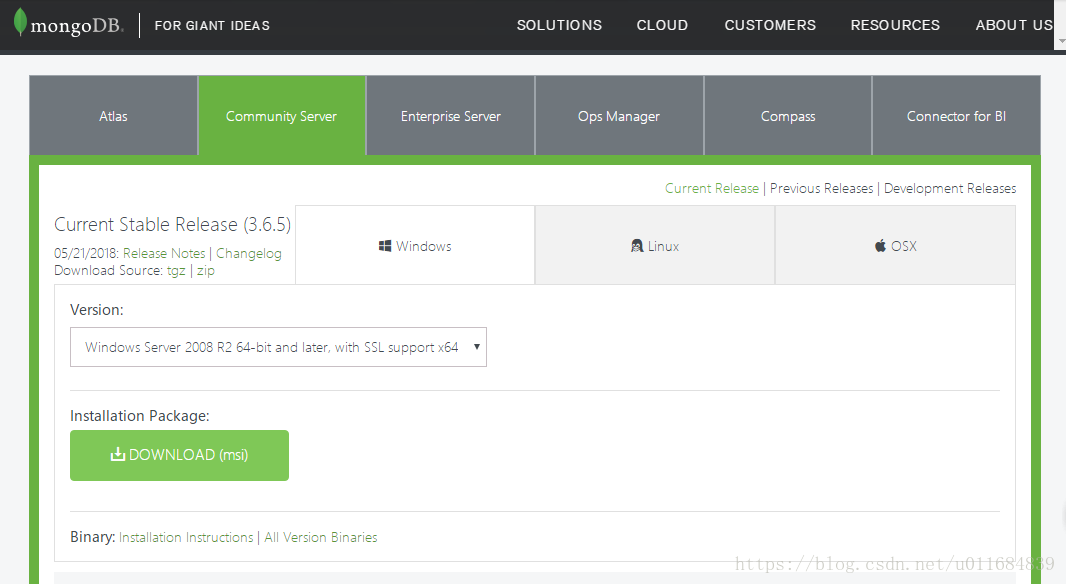 mongoDB. FOR GIANT IDEAS SOLUTIONS CLOUD CUSTOMERS RESOURCES ABOUT US
Atlas Community Server Enterprise Server Ops Manager Compass Connector for BI
Current Release | Previous Releases | Development Releases
Current Stable Release (3.6.5)
05/21/2018: Release Notes | Changelog
Download Source: tgz | zip
Windows Linux OSX
Version:
Windows Server 2008 R2 64-bit and later, with SSL support x64
Installation Package:
DOWNLOAD (msi)
Binary: Installation Instructions | All Version Binaries
https://blog.csdn.net/u011684839